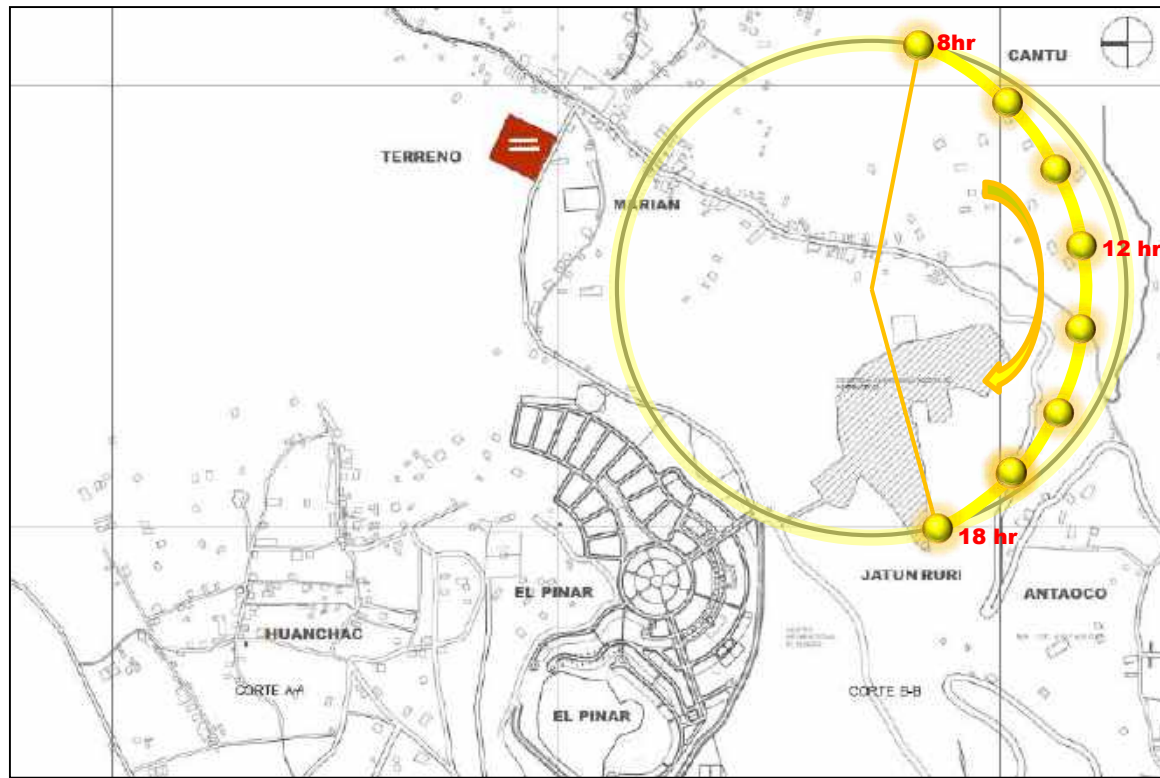 8hr
CANTU
TERRENO
MARIAN
12 hr
18 hr
JATUN RURI
EL PINAR
ANTAOCO
HUANCHAC
CORTE A-A
CORTE B-B
EL PINAR